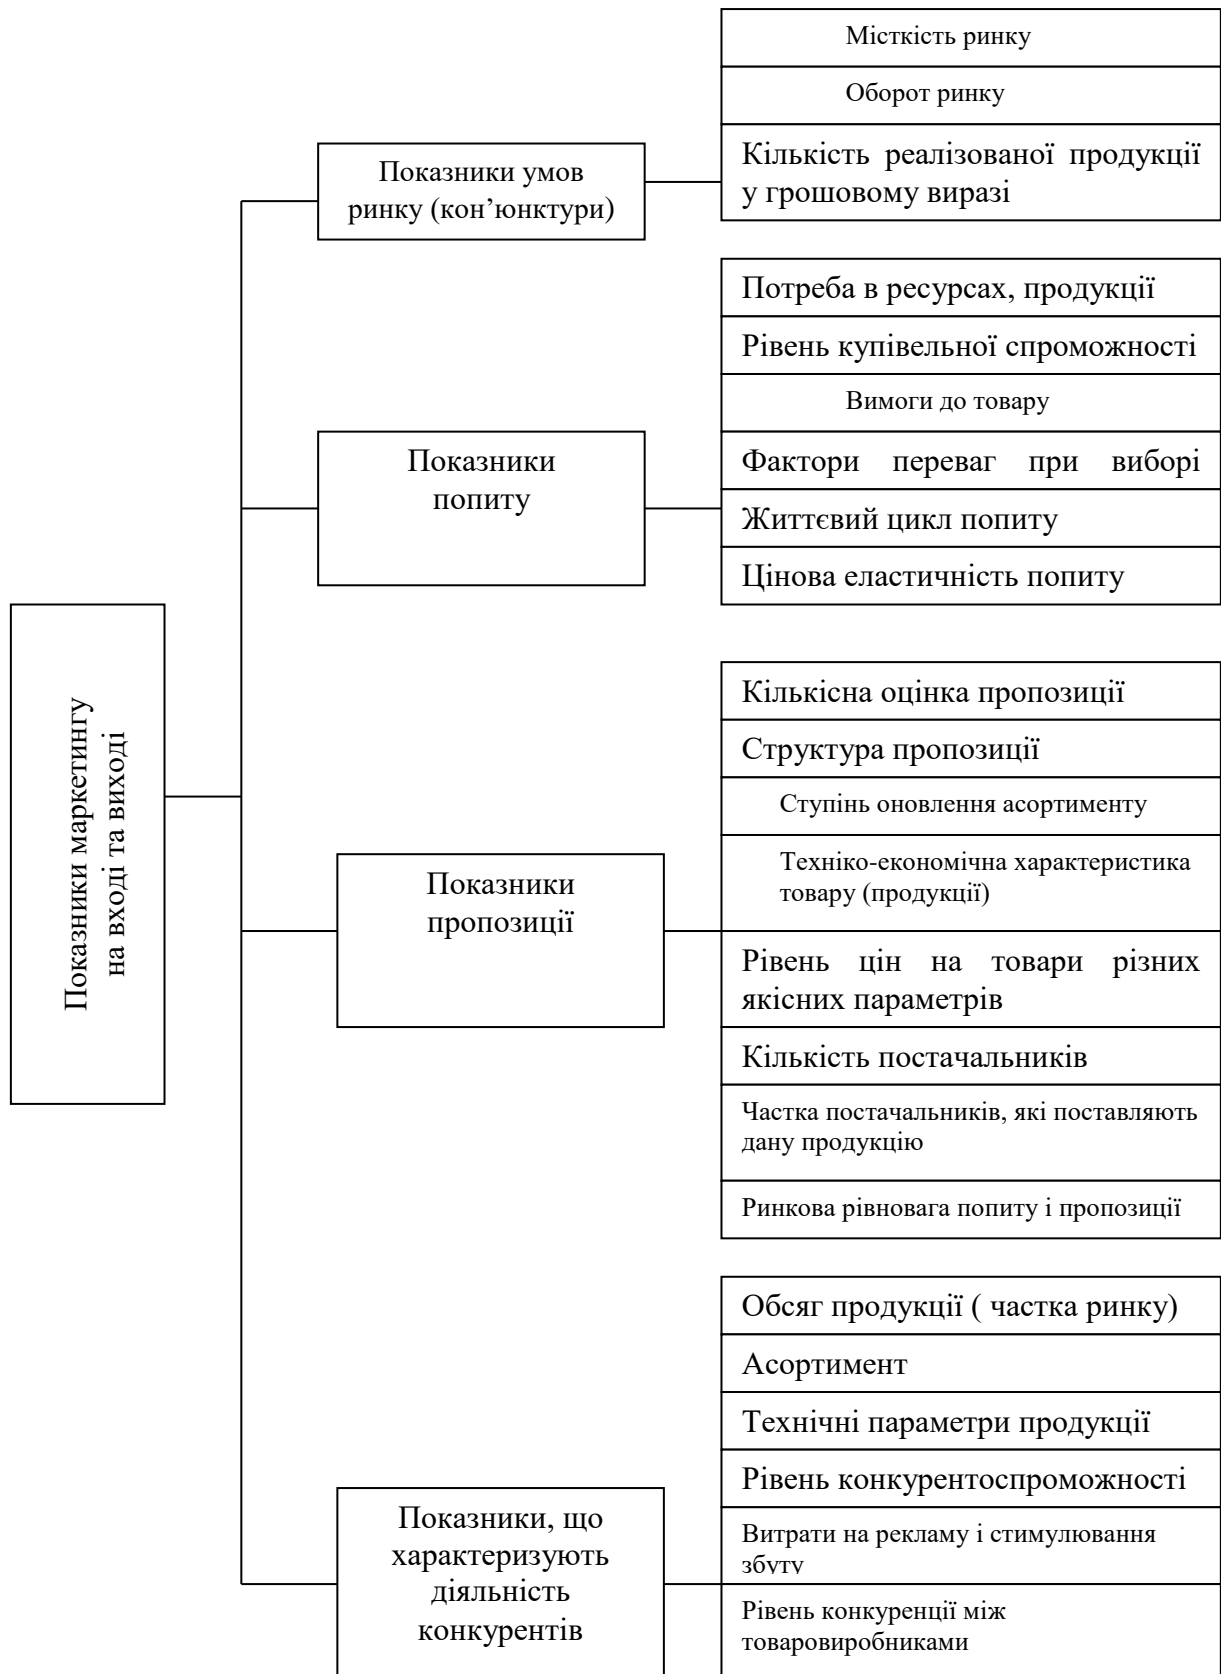 Показники маркетингу
на вході та виході
Показники умов
ринку (кон’юнктури)
Місткість ринку
Оборот ринку
Кількість реалізованої продукції
у грошовому виразі
Показники
попиту
Потреба в ресурсах, продукції
Рівень купівельної спроможності
Вимоги до товару
Фактори переваг при виборі
Життєвий цикл попиту
Цінова еластичність попиту
Показники
пропозиції
Кількісна оцінка пропозиції
Структура пропозиції
Ступінь оновлення асортименту
Техніко-економічна характеристика
товару (продукції)
Рівень цін на товари різних
якісних параметрів
Кількість постачальників
Частка постачальників, які поставляють
дану продукцію
Ринкова рівновага попиту і пропозиції
Показники, що
характеризують
діяльність
конкурентів
Обсяг продукції ( частка ринку)
Асортимент
Технічні параметри продукції
Рівень конкурентоспроможності
Витрати на рекламу і стимулювання
збуту
Рівень конкуренції між
товаровиробниками